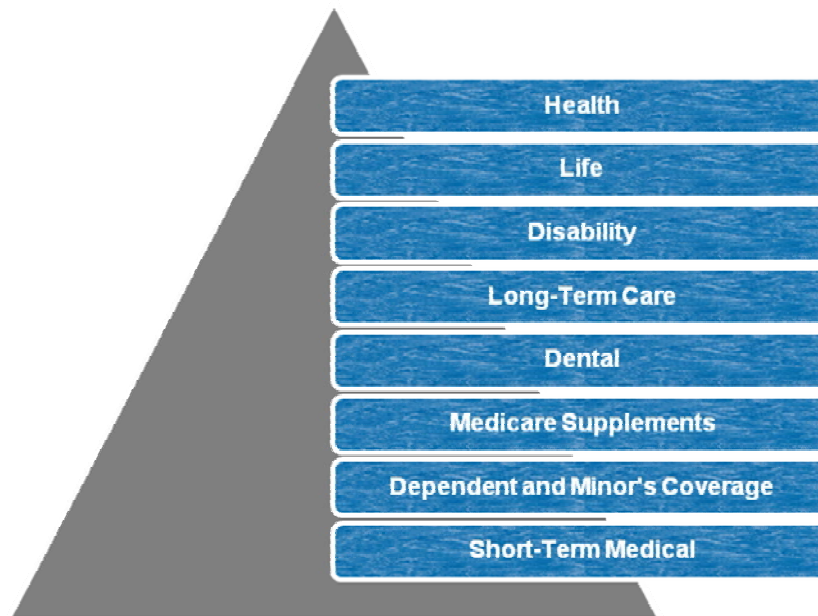 Health
Life
Disability
Long-Term Care
Dental
Medicare Supplements
Dependent and Minor's Coverage
Short-Term Medical